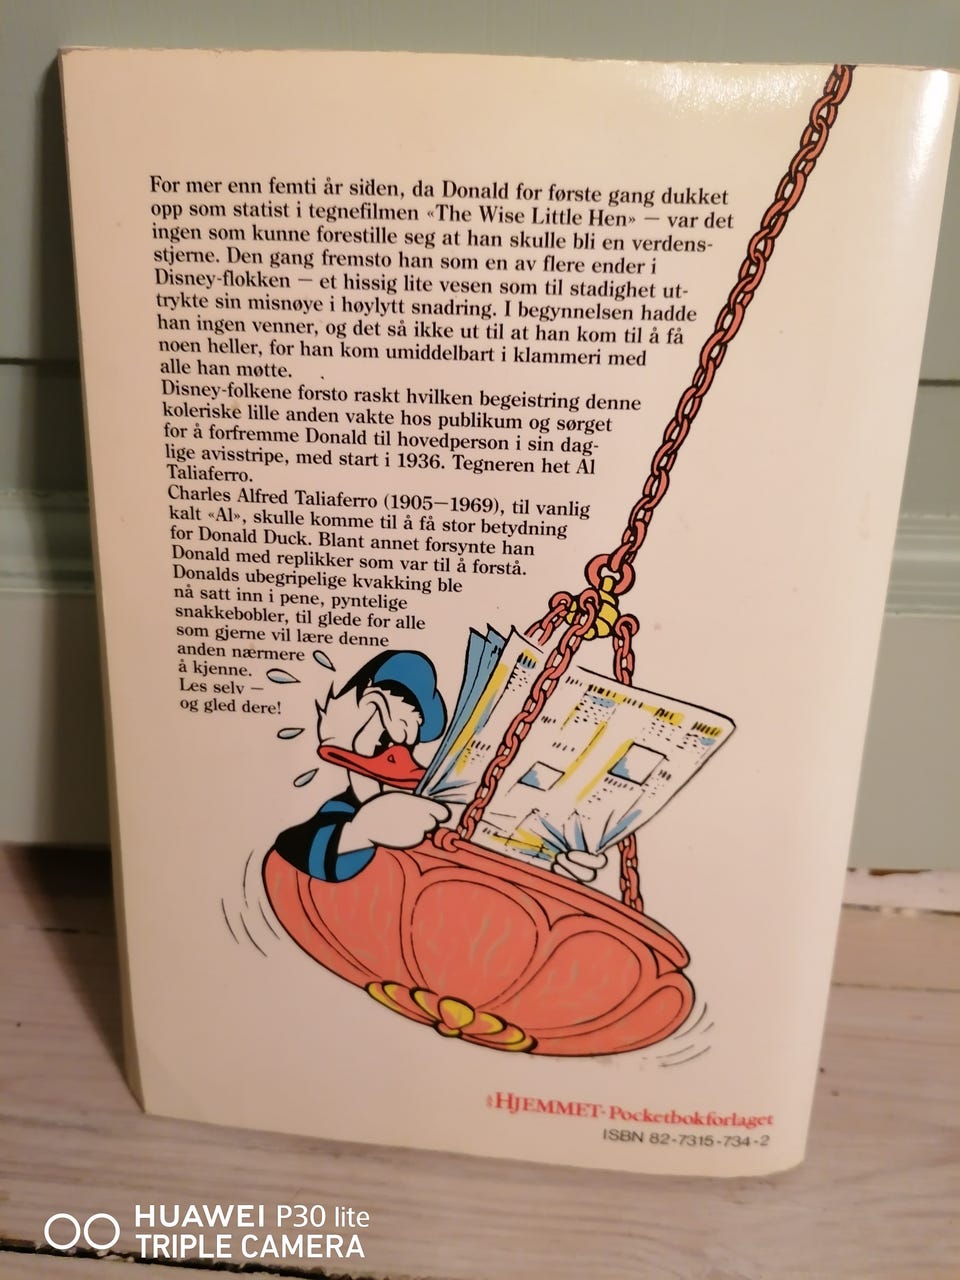 For mer enn femti år siden, da Donald for første gang dukket
opp som statist i tegnefilmen «The Wise Little Hen» — var det
ingen som kunne forestille seg at han skulle bli en verdens-
stjerne. Den gang fremsto han som en av flere ender i
Disney-flokken — et hissig lite vesen som til stadighet ut-
trykte sin misnøye i høylytt snadring. I begynnelsen hadde
han ingen venner, og det så ikke ut til at han kom til å få
noen heller, for han kom umiddelbart i klammeri med
alle han møtte.
Disney-folkene forsto raskt hvilken begeistring denne
koleriske lille anden vakte hos publikum og sørget
for å forfremme Donald til hovedperson i sin dag-
lige avisstripe, med start i 1936. Tegneren het Al
Taliaferro.
Charles Alfred Taliaferro (1905—1969), til vanlig
kalt «Al», skulle komme til å få stor betydning
for Donald Duck. Blant annet forsynte han
Donald med replikker som var til å forstå.
Donalds ubegripelige kvakking ble
nå satt inn i pene, pyntelige
snakkebobler, til glede for alle
som gjerne vil lære denne
anden nærmere
å kjenne.
Les selv —
og gled dere!
HJEMMET·Pocketbokforlaget
ISBN 82-7315-734-2
HUAWEI P30 lite
TRIPLE CAMERA